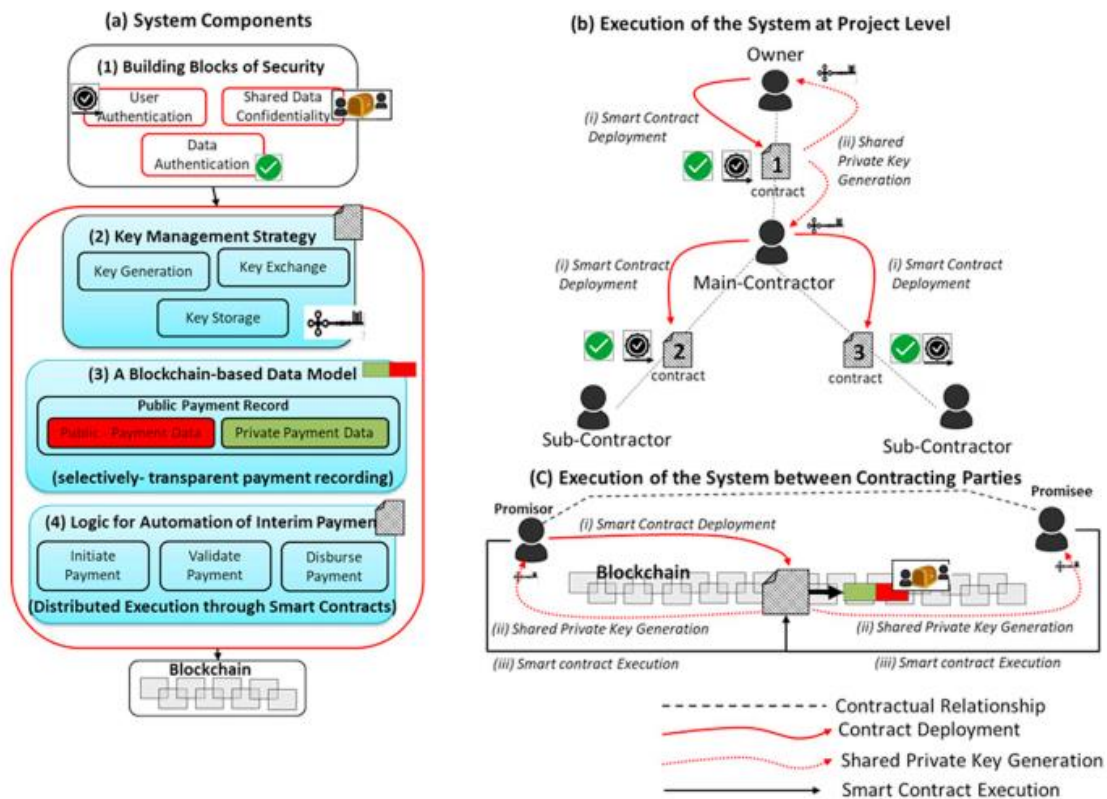 (a) System Components
(1) Building Blocks of Security
User
Authentication
Shared Data
Confidentiality
Data
Authentication
(2) Key Management Strategy
Key Generation
Key Exchange
Key Storage
(3) A Blockchain-based Data Model
Public Payment Record
Public - Payment Data
Private Payment Data
(selectively- transparent payment recording)
(4) Logic for Automation of Interim Payment
Initiate
Payment
Validate
Payment
Disburse
Payment
(Distributed Execution through Smart Contracts)
Blockchain
(b) Execution of the System at Project Level
Owner
(i) Smart Contract
Deployment
(ii) Shared
Private Key
Generation
1
contract
Main-Contractor
(i) Smart Contract
Deployment
(i) Smart Contract
Deployment
2
contract
3
contract
Sub-Contractor
Sub-Contractor
(C) Execution of the System between Contracting Parties
Promisor
Promisee
(i) Smart Contract Deployment
Blockchain
(ii) Shared Private Key Generation
(ii) Shared Private Key Generation
(iii) Smart contract Execution
(iii) Smart contract Execution
Contractual Relationship
Contract Deployment
Shared Private Key Generation
Smart Contract Execution